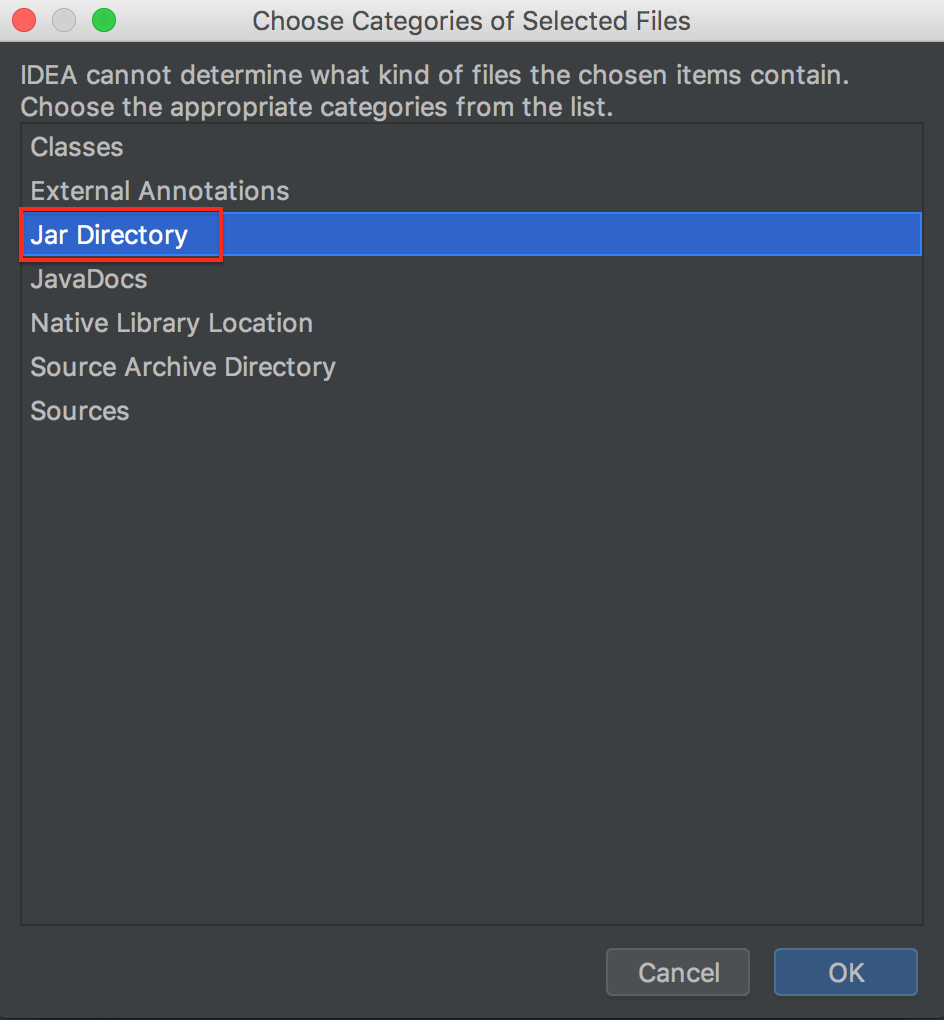 Choose Categories of Selected Files
IDEA cannot determine what kind of files the chosen items contain.
Choose the appropriate categories from the list.
Classes
External Annotations
Jar Directory
JavaDocs
Native Library Location
Source Archive Directory
Sources
Cancel
OK